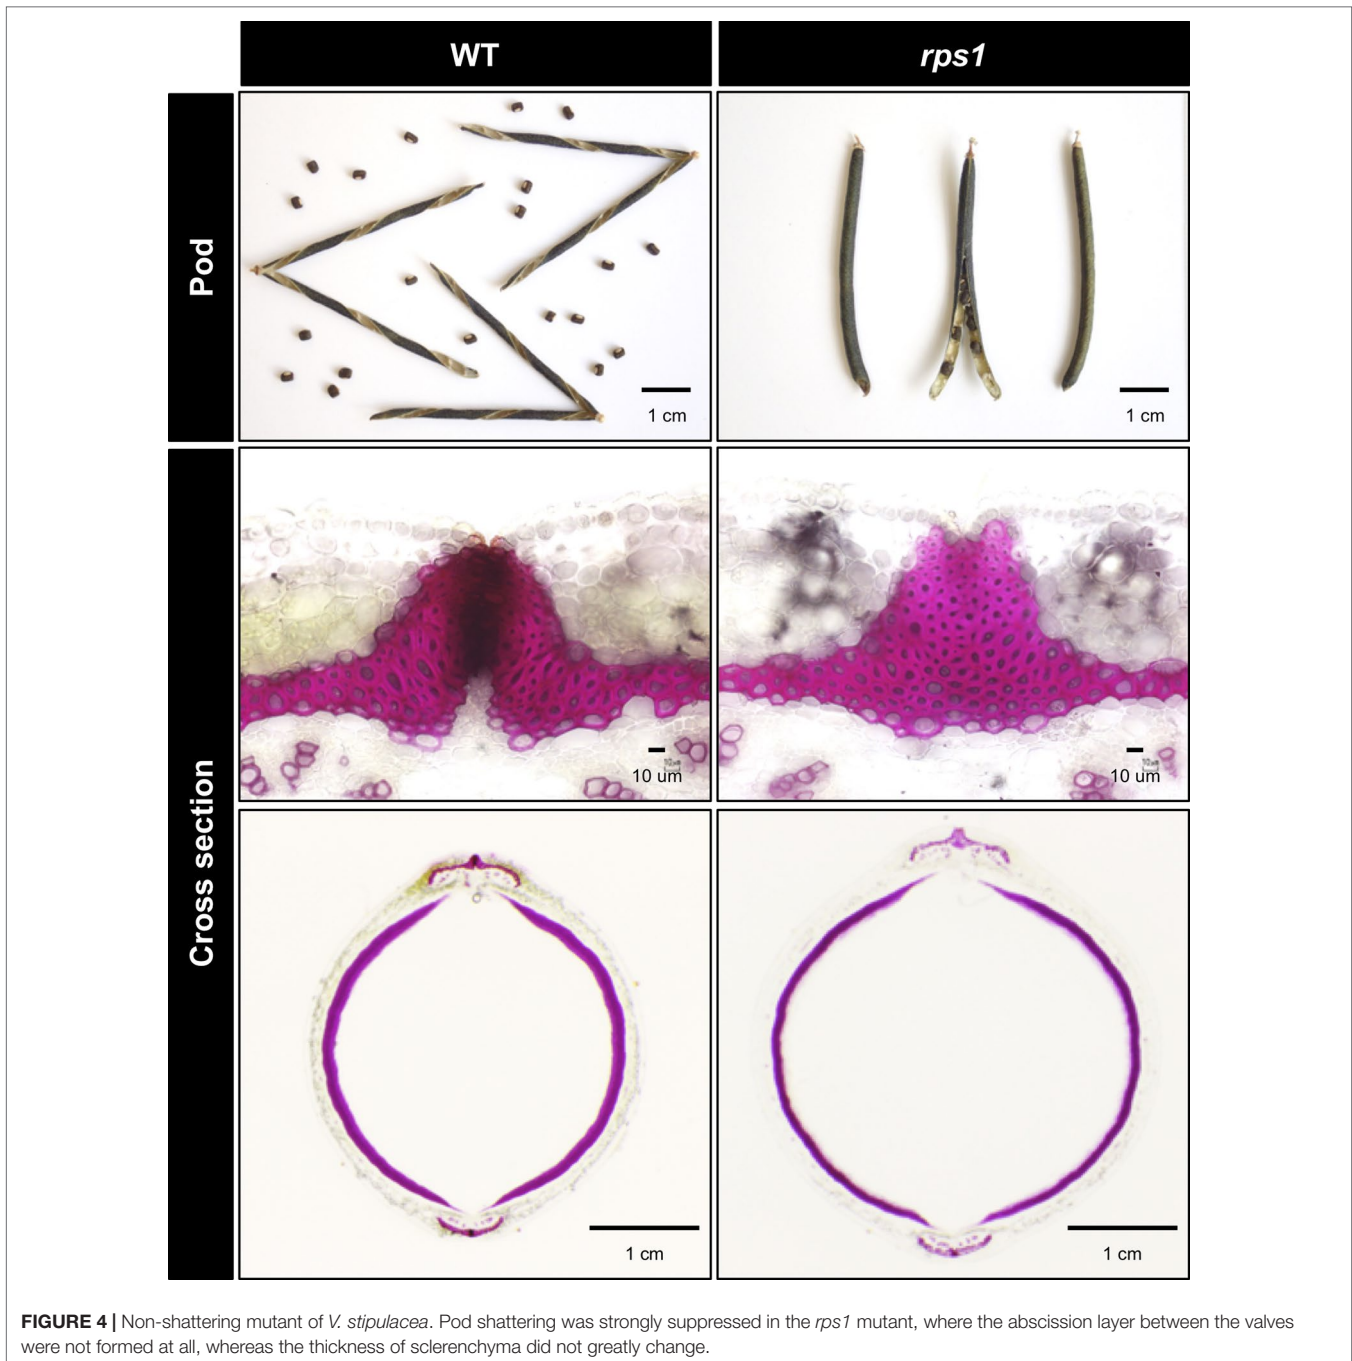 WT
rps1
Pod
1 cm
1 cm
Cross section
10 um
10 um
1 cm
1 cm
FIGURE 4 | Non-shattering mutant of V. stipulacea. Pod shattering was strongly suppressed in the rps1 mutant, where the abscission layer between the valves
were not formed at all, whereas the thickness of sclerenchyma did not greatly change.